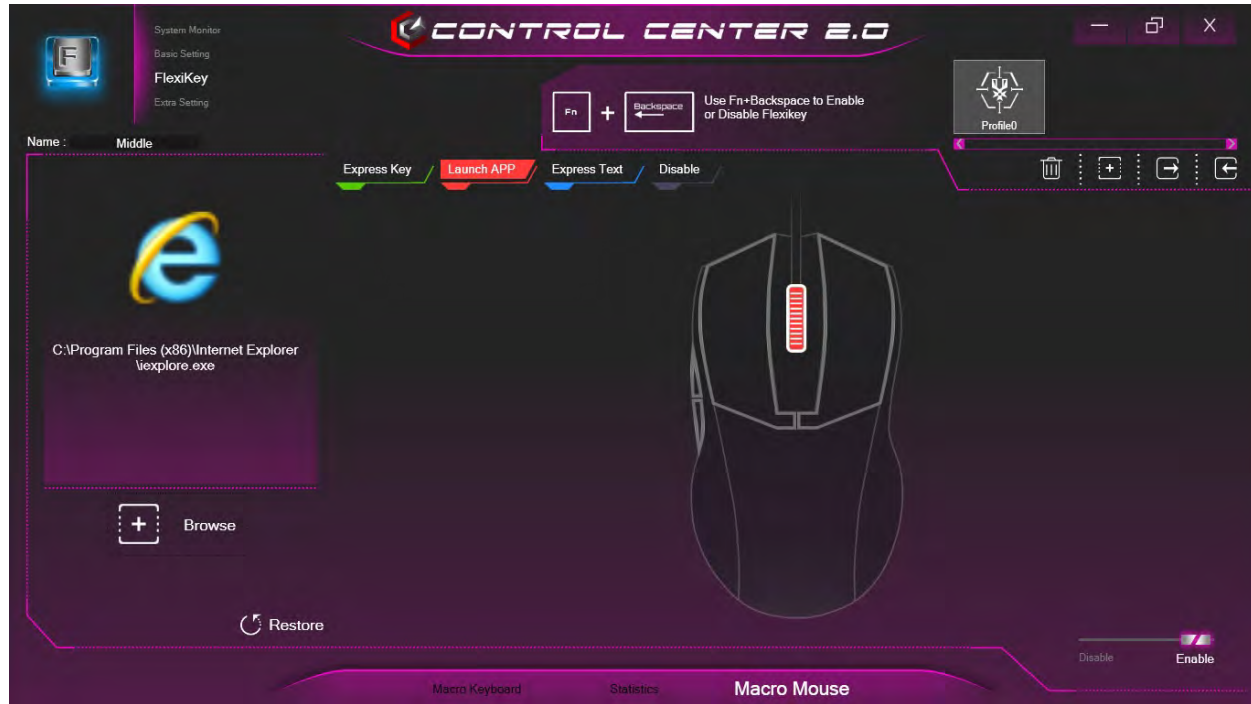 System Monitor
Basic Setting
FlexiKey
Extra Setting
CONTROL CENTER 2.0
Fn + Backspace
Use Fn+Backspace to Enable
or Disable Flexikey
Profile0
Name : Middle
Express Key
Launch APP
Express Text
Disable
C:\Program Files (x86)\Internet Explorer
\iexplore.exe
Browse
Restore
Disable
Enable
Macro Keyboard
Statistics
Macro Mouse